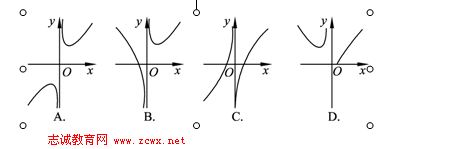 y y y y
O x O x O x O x
A. B. C. D.
志诚教育网 www.zcwx.net